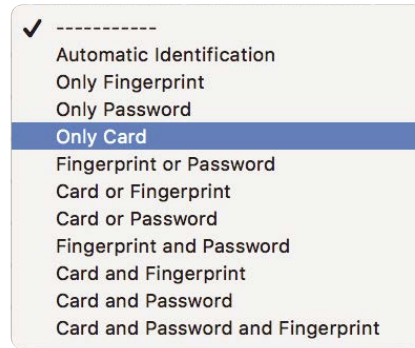 ✓ -----------
Automatic Identification
Only Fingerprint
Only Password
Only Card
Fingerprint or Password
Card or Fingerprint
Card or Password
Fingerprint and Password
Card and Fingerprint
Card and Password
Card and Password and Fingerprint